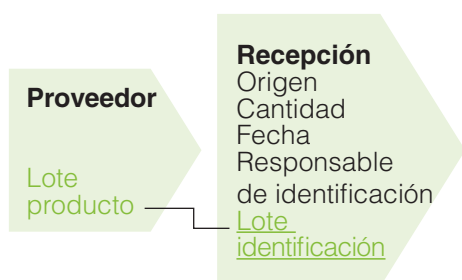 Proveedor
Lote
producto
Recepción
Origen
Cantidad
Fecha
Responsable
de identificación
Lote
identificación